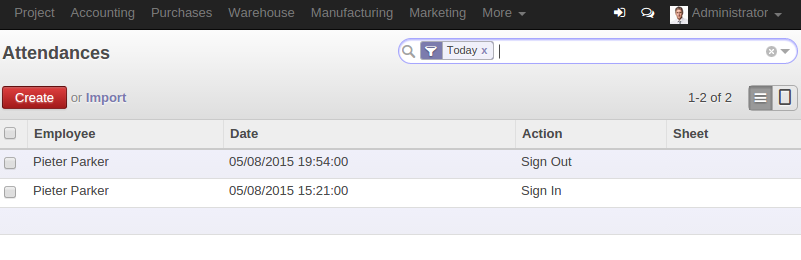 Project Accounting Purchases Warehouse Manufacturing Marketing More Administrator
Attendances Today x
Create or Import 1-2 of 2
Employee Date Action Sheet
Pieter Parker 05/08/2015 19:54:00 Sign Out
Pieter Parker 05/08/2015 15:21:00 Sign In